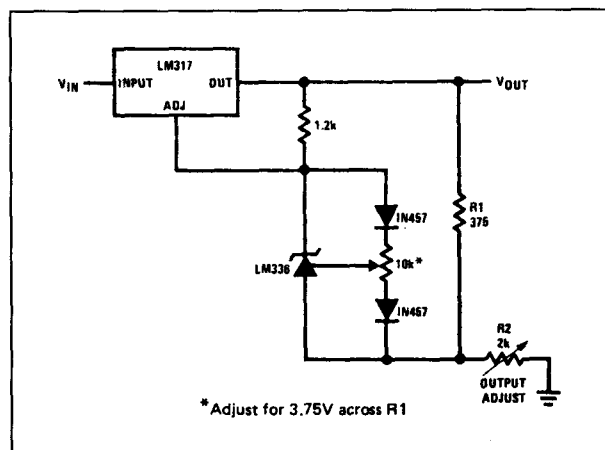 LM317
VIN
INPUT
OUT
VOUT
ADJ
1.2k
R1
375
IN457
LM336
10k*
IN457
R2
2k
OUTPUT
ADJUST
*Adjust for 3.75V across R1